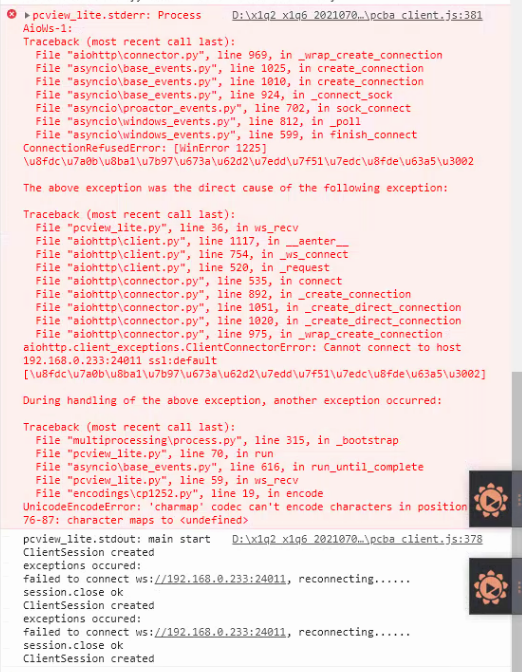 ▸pcview_lite.stderr: Process D:\x1q2_x1q6_2021070…\pcba client.js:381
AioWs-1:
Traceback (most recent call last):
File "aiohttp\connector.py", line 969, in _wrap_create_connection
File "asyncio\base_events.py", line 1025, in create_connection
File "asyncio\base_events.py", line 1010, in create_connection
File "asyncio\base_events.py", line 924, in _connect_sock
File "asyncio\proactor_events.py", line 702, in sock_connect
File "asyncio\windows_events.py", line 812, in _poll
File "asyncio\windows_events.py", line 599, in finish_connect
ConnectionRefusedError: [WinError 1225]
\u8fdc\u7a0b\u8ba1\u7b97\u673a\u62d2\u7edd\u7f51\u7edc\u8fde\u63a5\u3002
The above exception was the direct cause of the following exception:
Traceback (most recent call last):
File "pcview_lite.py", line 36, in ws_recv
File "aiohttp\client.py", line 1117, in __aenter__
File "aiohttp\client.py", line 754, in _ws_connect
File "aiohttp\client.py", line 520, in _request
File "aiohttp\connector.py", line 535, in connect
File "aiohttp\connector.py", line 892, in _create_connection
File "aiohttp\connector.py", line 1051, in _create_direct_connection
File "aiohttp\connector.py", line 1020, in _create_direct_connection
File "aiohttp\connector.py", line 975, in _wrap_create_connection
aiohttp.client_exceptions.ClientConnectorError: Cannot connect to host
192.168.0.233:24011 ssl:default
[\u8fdc\u7a0b\u8ba1\u7b97\u673a\u62d2\u7edd\u7f51\u7edc\u8fde\u63a5\u3002]
During handling of the above exception, another exception occurred:
Traceback (most recent call last):
File "multiprocessing\process.py", line 315, in _bootstrap
File "pcview_lite.py", line 70, in run
File "asyncio\base_events.py", line 616, in run_until_complete
File "pcview_lite.py", line 59, in ws_recv
File "encodings\cp1252.py", line 19, in encode
UnicodeEncodeError: 'charmap' codec can't encode characters in position
76-87: character maps to <undefined>
pcview_lite.stdout: main start D:\x1q2_x1q6_2021070…\pcba client.js:378
ClientSession created
exceptions occured:
failed to connect ws://192.168.0.233:24011, reconnecting......
session.close ok
ClientSession created
exceptions occured:
failed to connect ws://192.168.0.233:24011, reconnecting......
session.close ok
ClientSession created